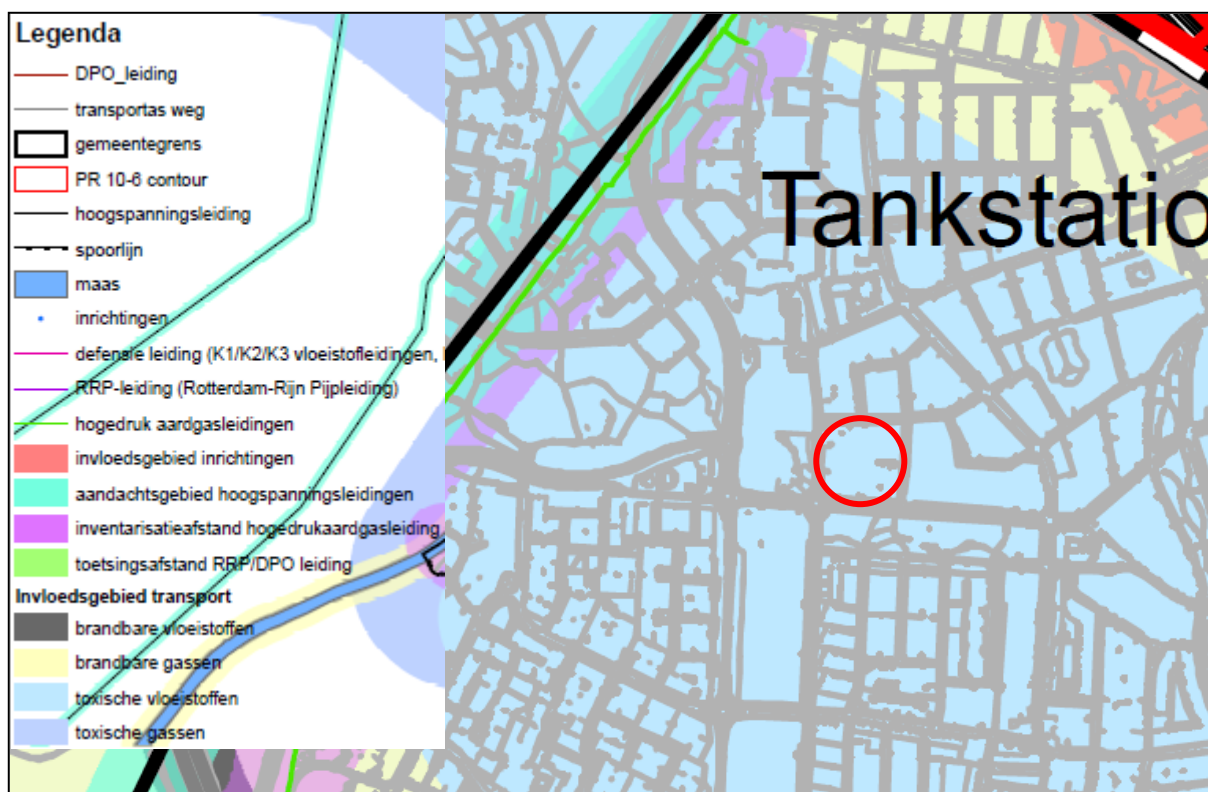 Legenda
DPO_leiding
transportas weg
gemeentegrens
PR 10-6 contour
hoogspanningsleiding
spoorlijn
maas
inrichtingen
defensie leiding (K1/K2/K3 vloeistofleidingen,
RRP-leiding (Rotterdam-Rijn Pijpleiding)
hogedruk aardgasleidingen
invloedsgebied inrichtingen
aandachtsgebied hoogspanningsleidingen
inventarisatieafstand hogedrukaardgasleiding
toetsingsafstand RRP/DPO leiding
Invloedsgebied transport
brandbare vloeistoffen
brandbare gassen
toxische vloeistoffen
toxische gassen
Tankstatio